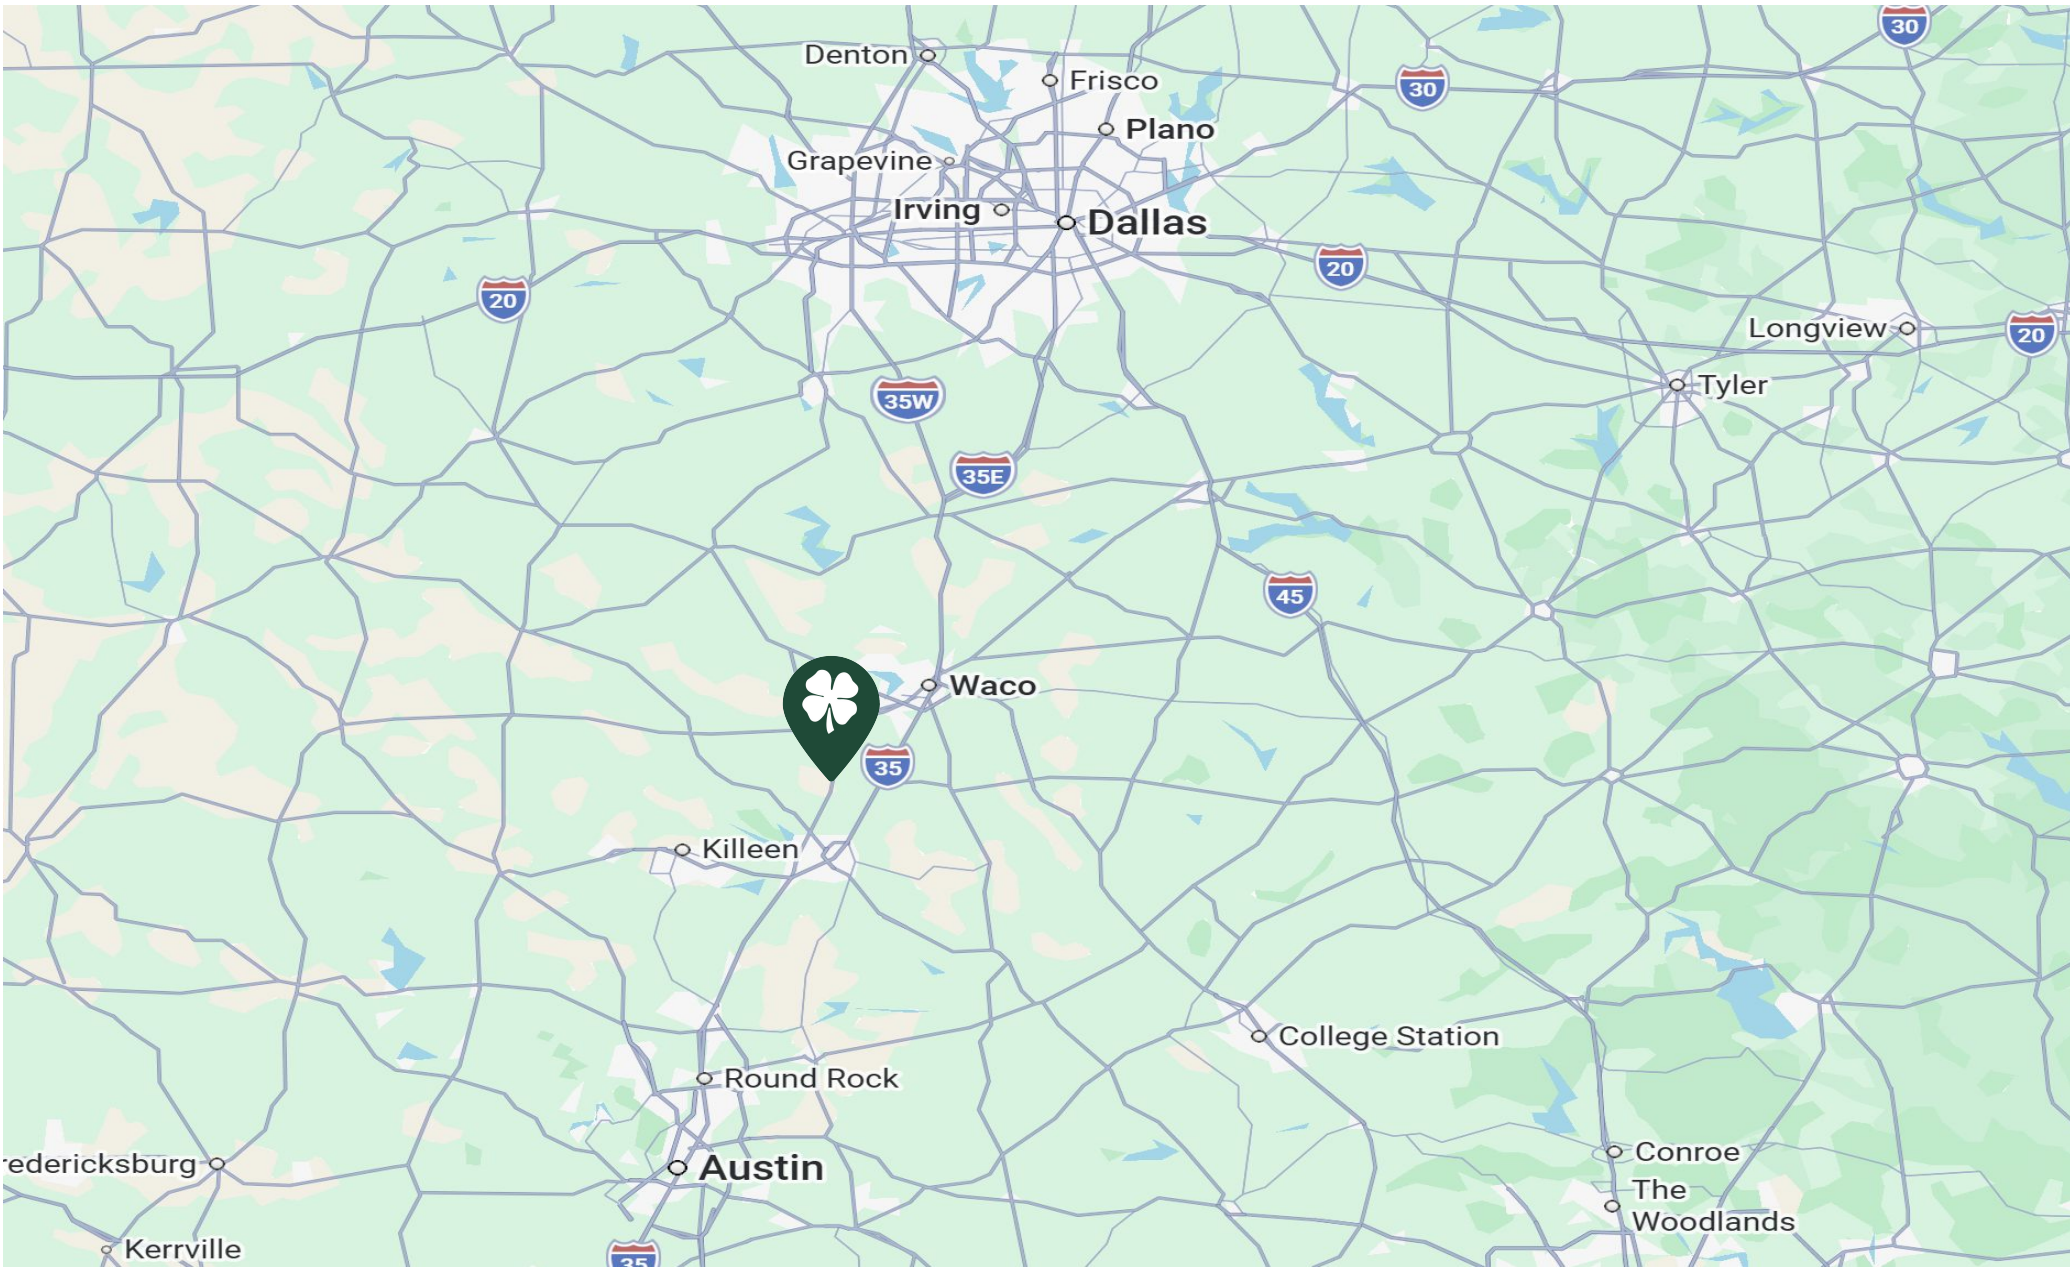 30
Denton
Frisco
30
Plano
Grapevine
Irving
Dallas
20
20
Longview
20
Tyler
35W
35E
45
Waco
35
Killeen
College Station
Round Rock
Conroe
redericksburg
Austin
The
Woodlands
Kerrville
35